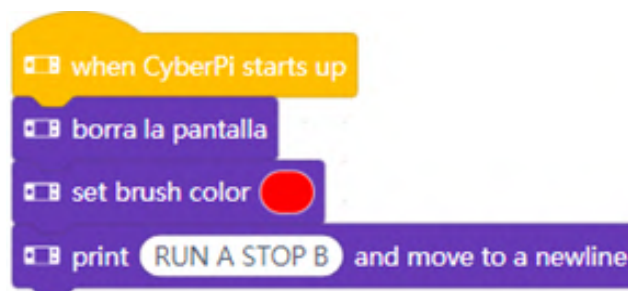 when CyberPi starts up
borra la pantalla
set brush color
print RUN A STOP B and move to a newline